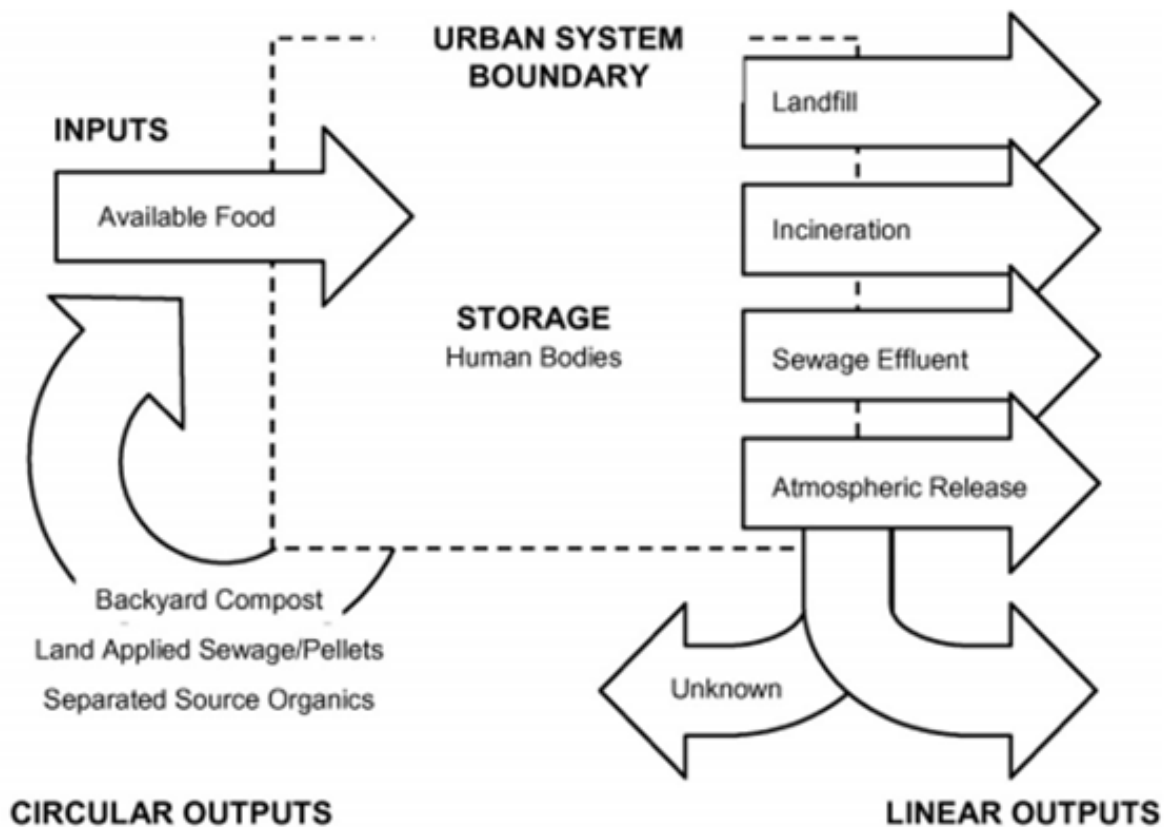 URBAN SYSTEM
BOUNDARY
INPUTS
Available Food
Landfill
Incineration
STORAGE
Human Bodies
Sewage Effluent
Atmospheric Release
Backyard Compost
Land Applied Sewage/Pellets
Separated Source Organics
Unknown
CIRCULAR OUTPUTS
LINEAR OUTPUTS